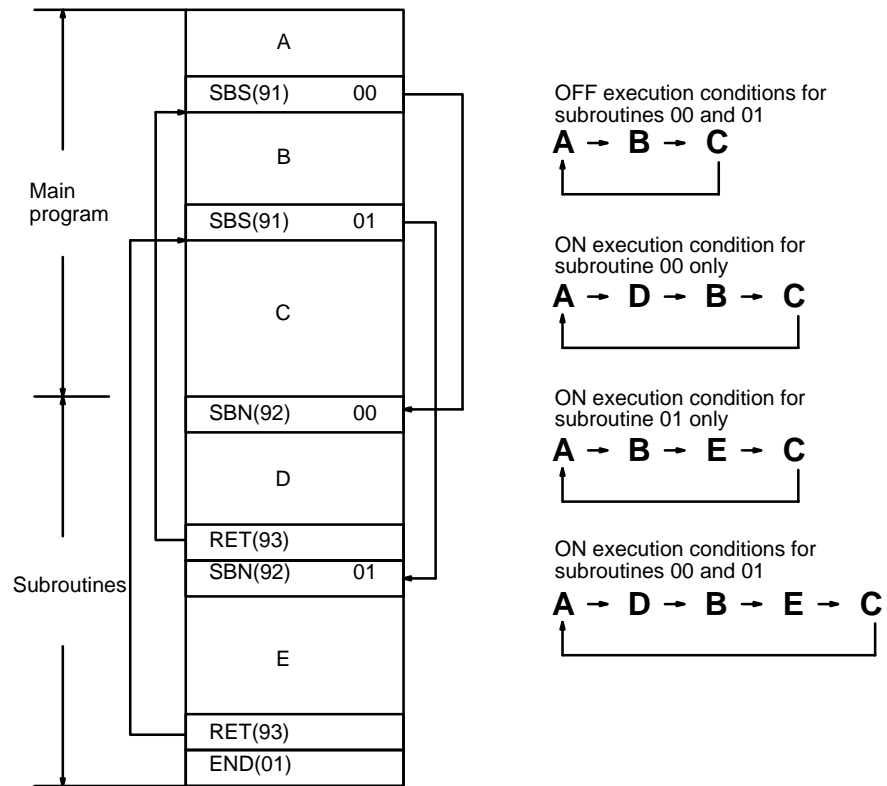 A
SBS(91) 00
B
Main
program
SBS(91) 01
C
SBN(92) 00
D
RET(93)
SBN(92) 01
Subroutines
E
RET(93)
END(01)
OFF execution conditions for
subroutines 00 and 01
A → B → C
ON execution condition for
subroutine 00 only
A → D → B → C
ON execution condition for
subroutine 01 only
A → B → E → C
ON execution conditions for
subroutines 00 and 01
A → D → B → E → C